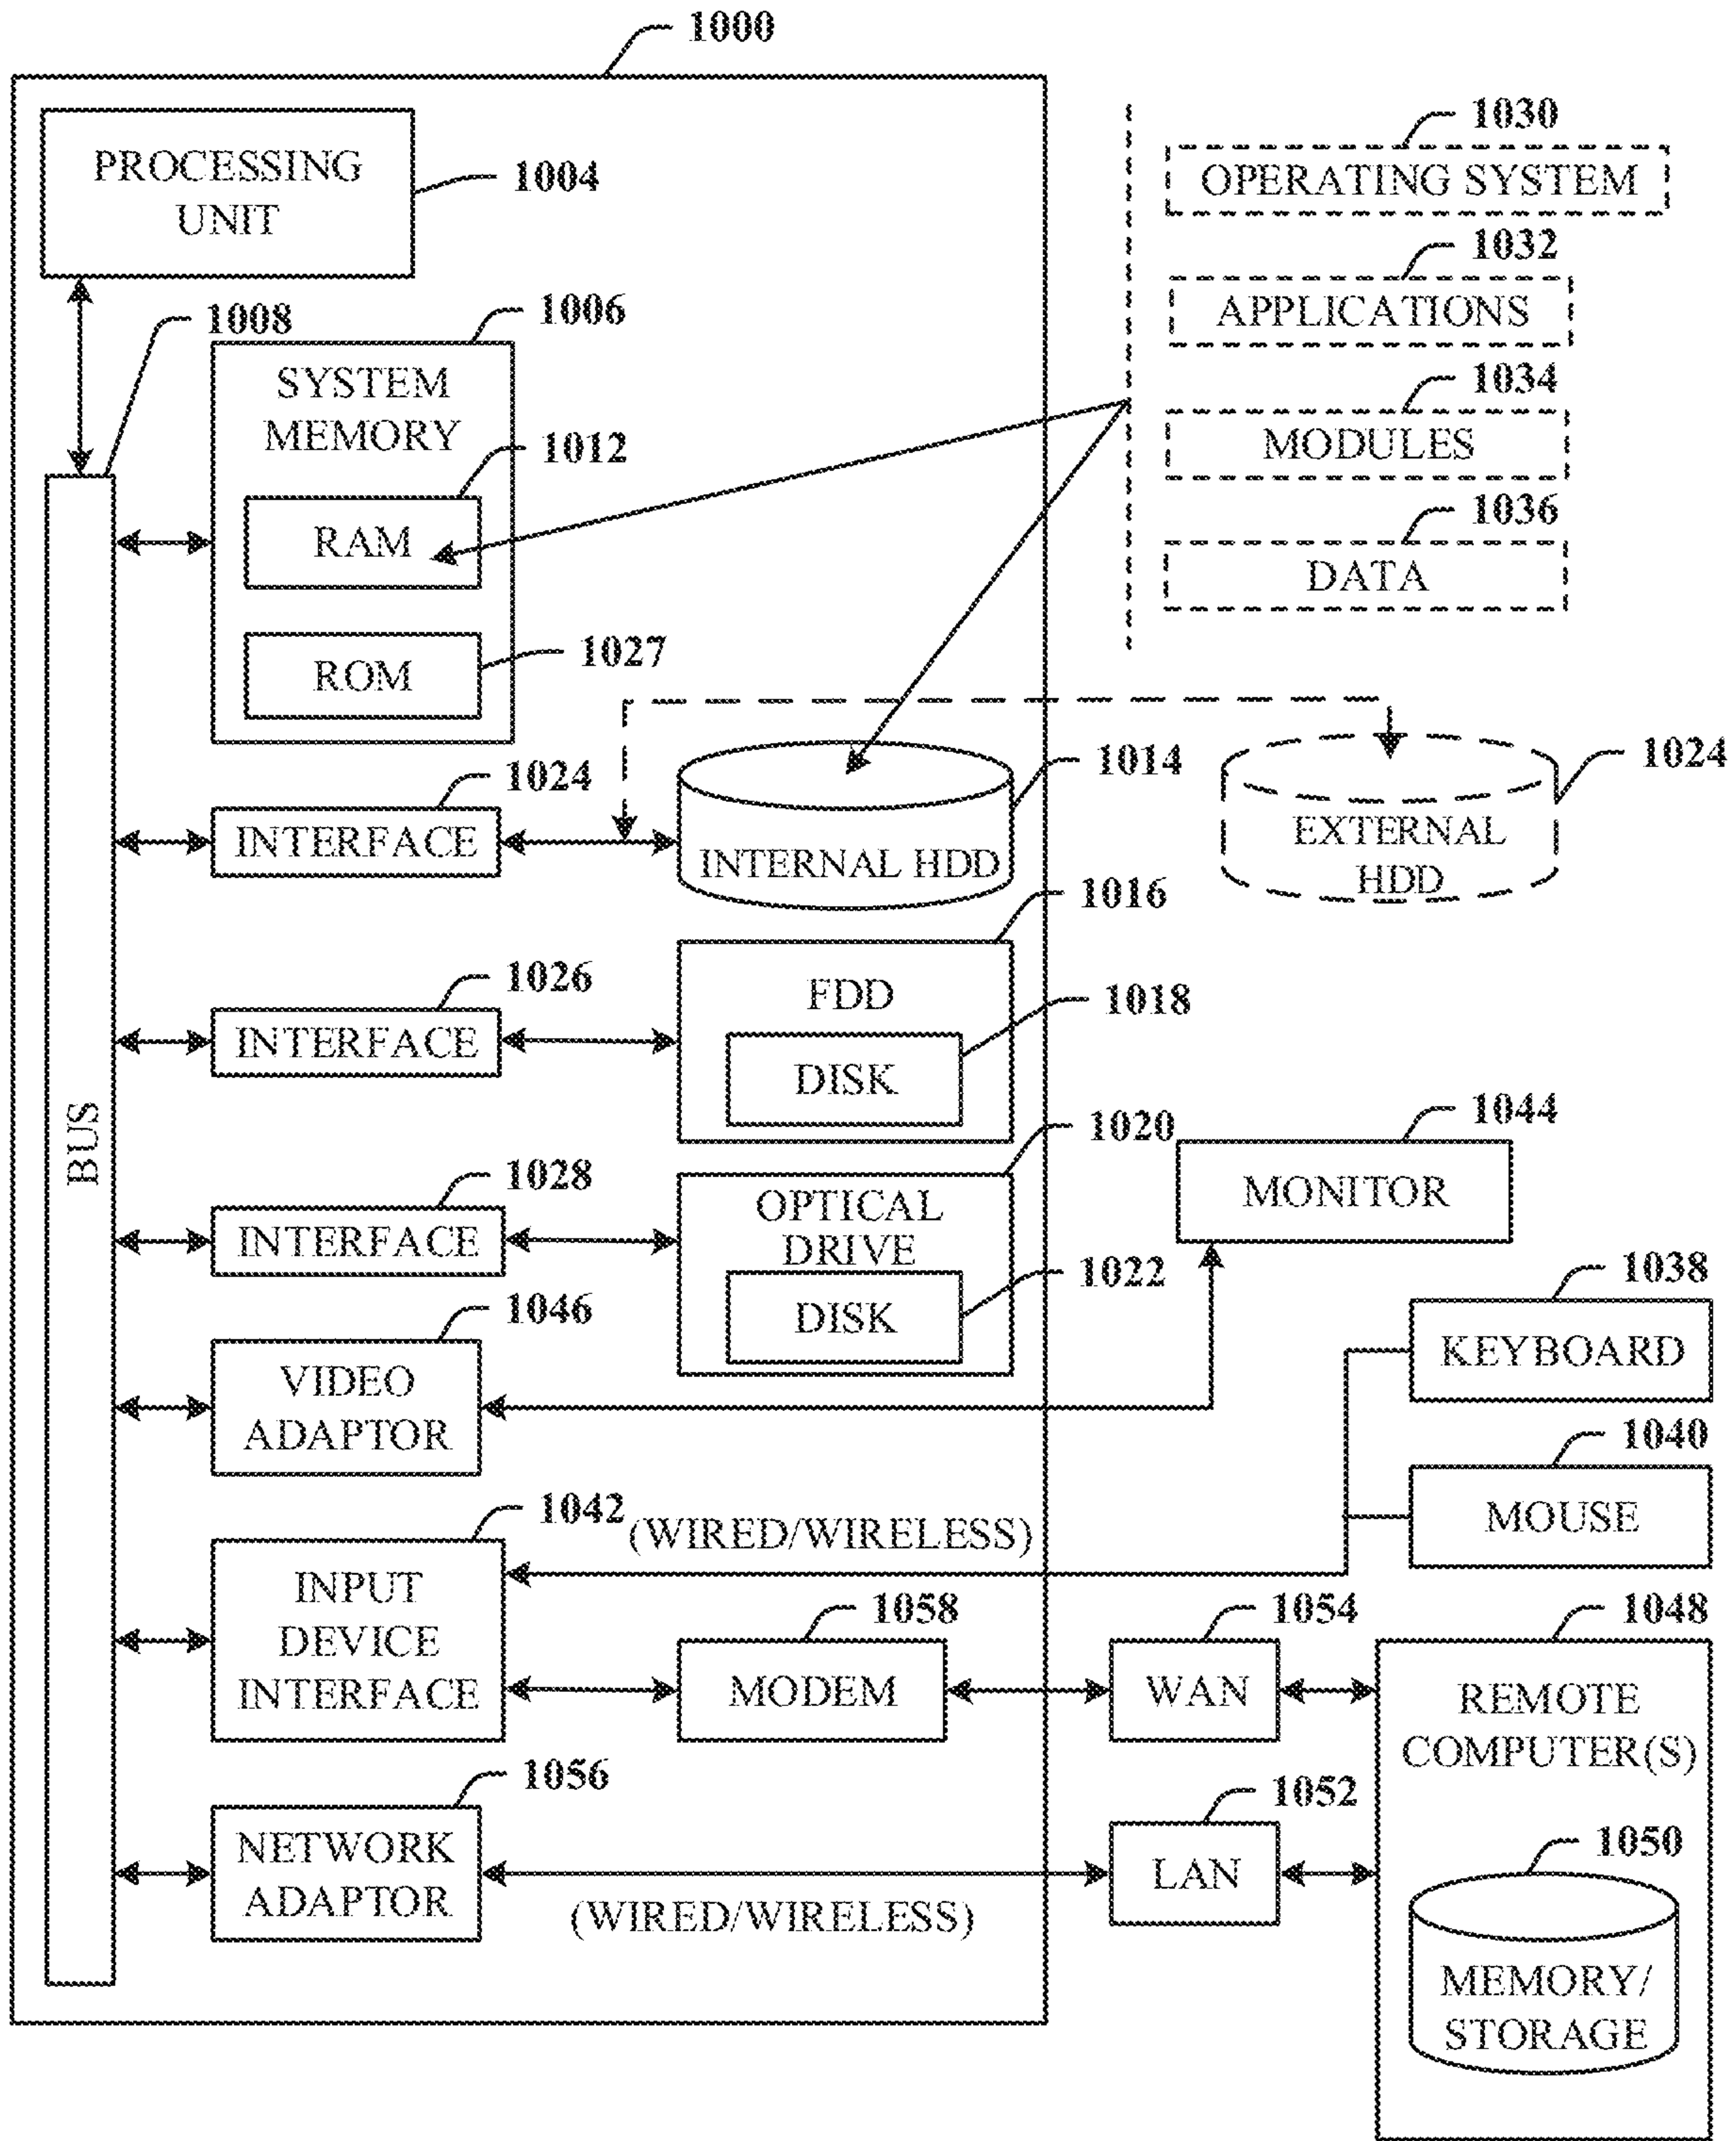 1000
PROCESSING
UNIT
1004
1030
OPERATING SYSTEM
1032
APPLICATIONS
1034
MODULES
1036
DATA
1008
1006
SYSTEM
MEMORY
1012
RAM
1027
ROM
1024
INTERFACE
1014
INTERNAL HDD
1024
EXTERNAL
HDD
1026
INTERFACE
1016
FDD
1018
DISK
BUS
1028
INTERFACE
1020
OPTICAL
DRIVE
1022
DISK
1044
MONITOR
1046
VIDEO
ADAPTOR
1038
KEYBOARD
1040
MOUSE
1042
(WIRED/WIRELESS)
INPUT
DEVICE
INTERFACE
1058
MODEM
1054
WAN
1048
REMOTE
COMPUTER(S)
1056
NETWORK
ADAPTOR
(WIRED/WIRELESS)
1052
LAN
1050
MEMORY/
STORAGE